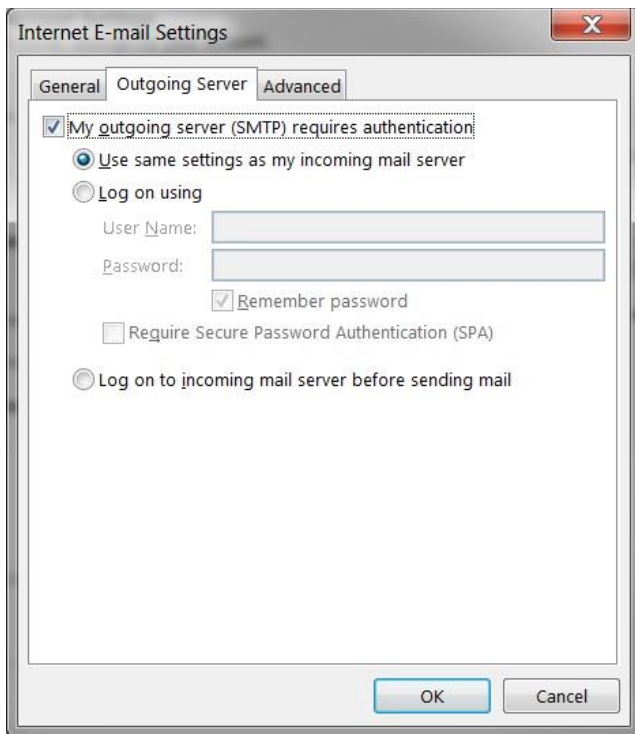 Internet E-mail Settings
General Outgoing Server Advanced
My outgoing server (SMTP) requires authentication
Use same settings as my incoming mail server
Log on using
User Name:
Password:
Remember password
Require Secure Password Authentication (SPA)
Log on to incoming mail server before sending mail
OK Cancel